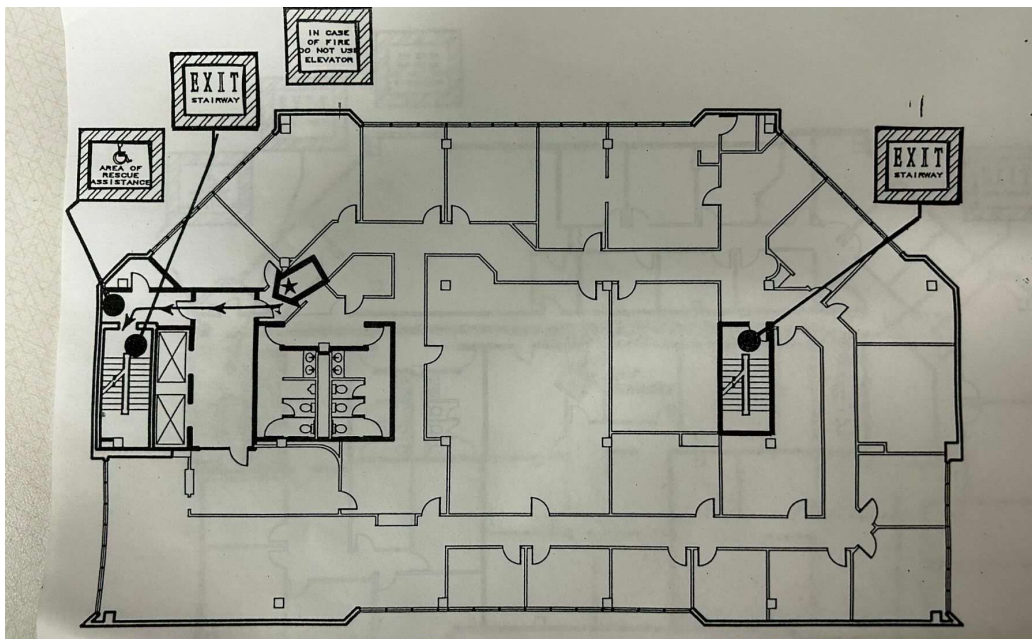 IN CASE
OF FIRE
DO NOT USE
ELEVATOR
EXIT
STAIRWAY
AREA OF
RESCUE
ASSISTANCE
EXIT
STAIRWAY